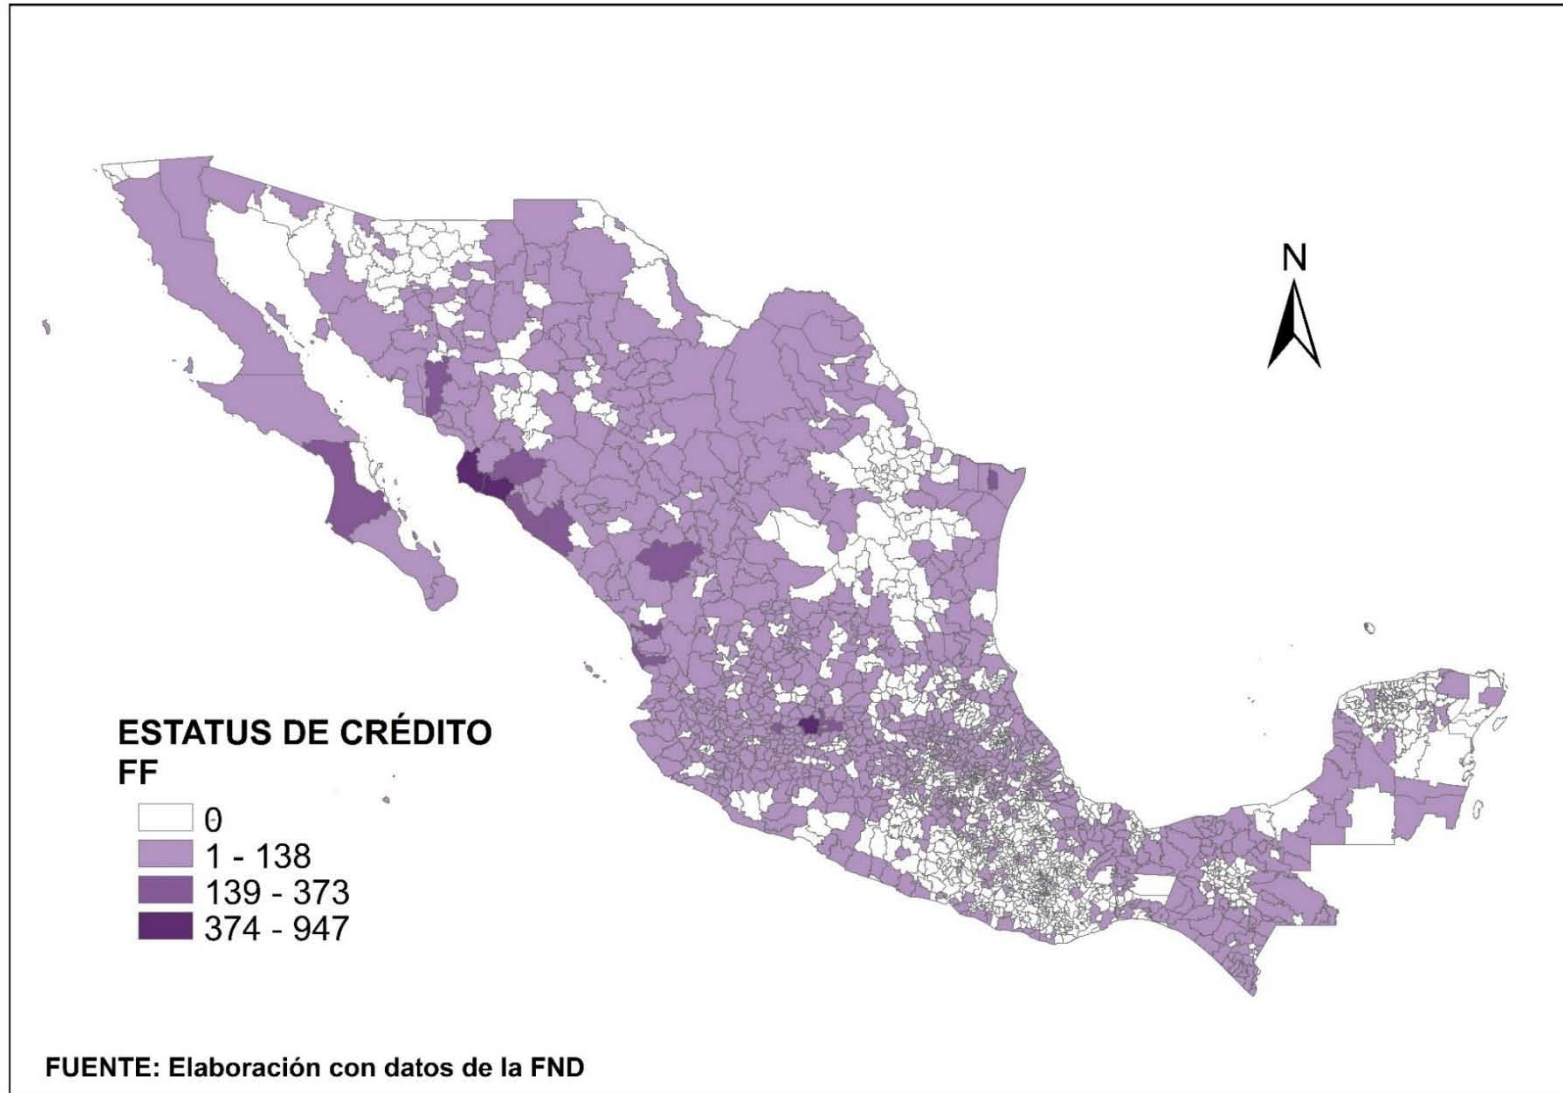 N
ESTATUS DE CRÉDITO
FF
0
1 - 138
139 - 373
374 - 947
FUENTE: Elaboración con datos de la FND